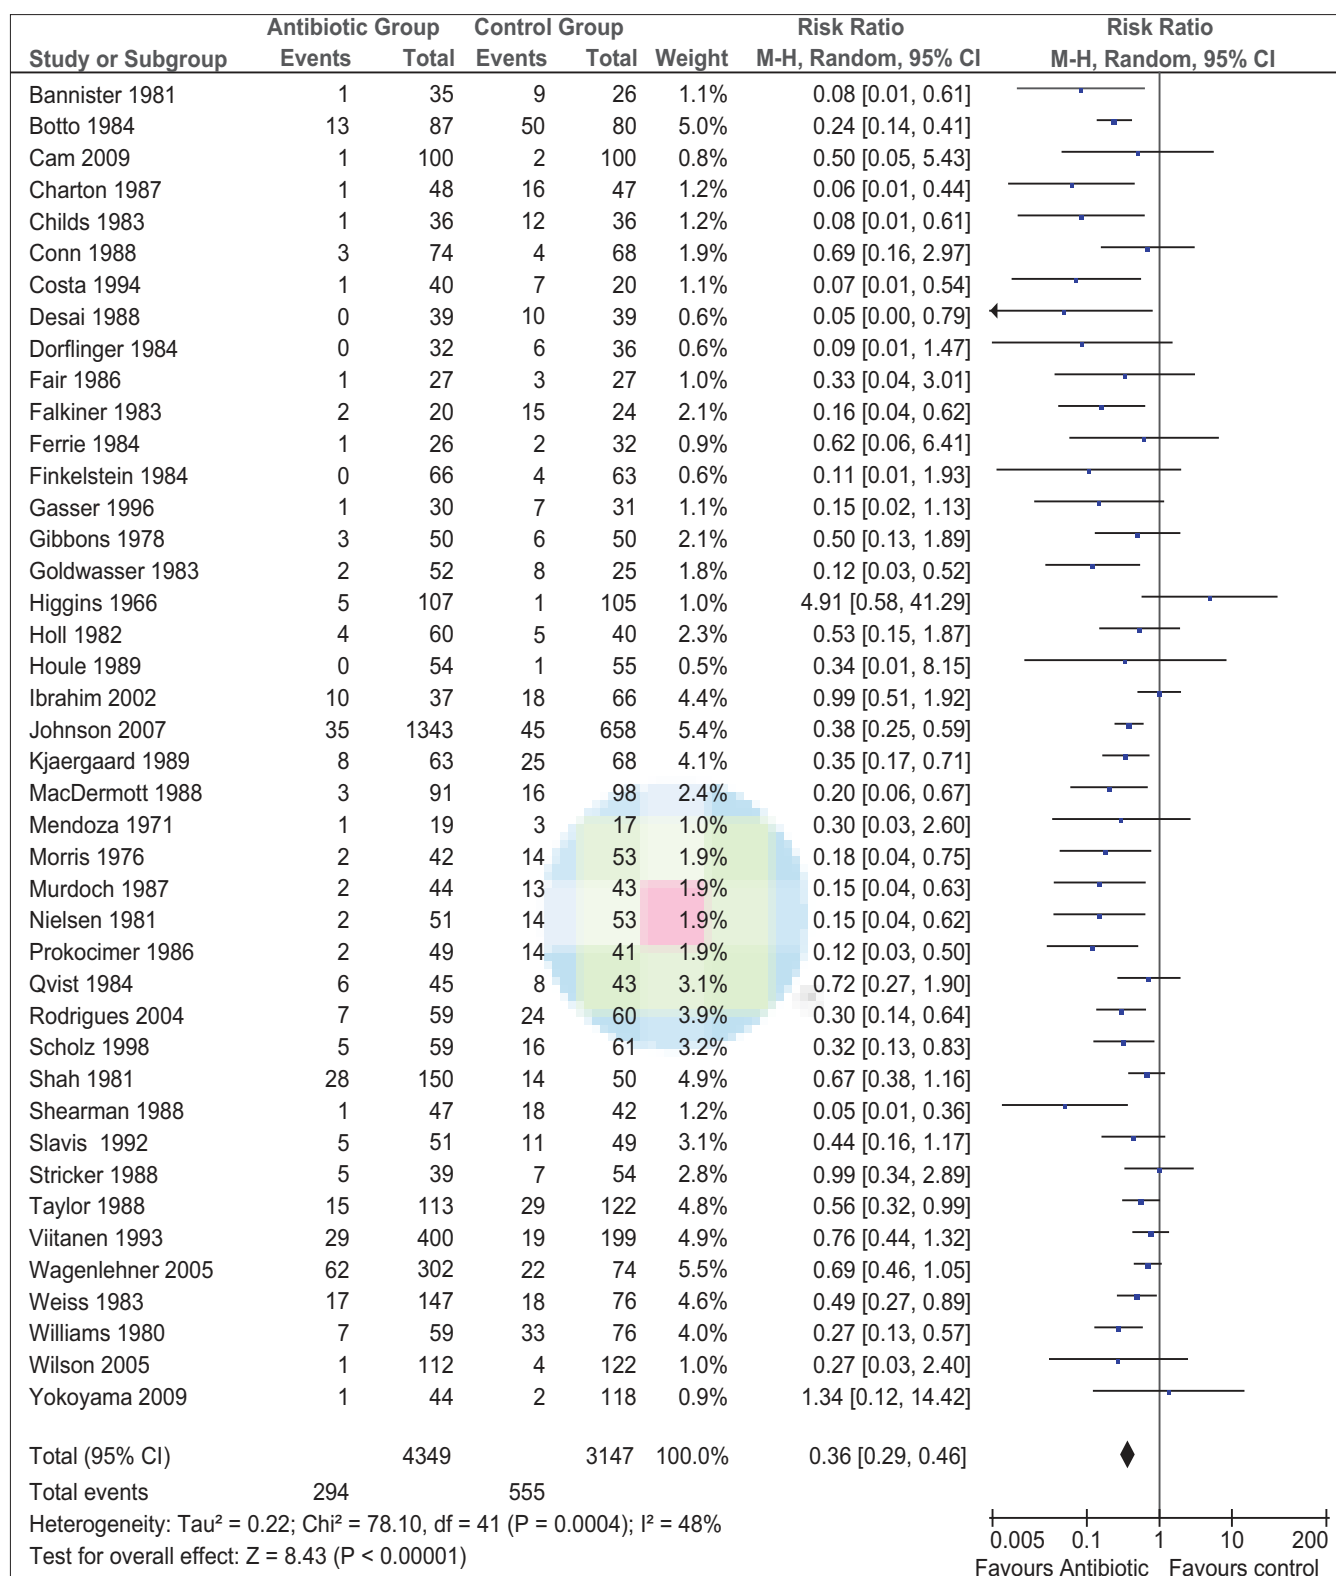 Antibiotic Group Control Group Risk Ratio Risk Ratio
Study or Subgroup Events Total Events Total Weight M-H, Random, 95% CI M-H, Random, 95% CI
Bannister 1981 1 35 9 26 1.1% 0.08 [0.01, 0.61]
Botto 1984 13 87 50 80 5.0% 0.24 [0.14, 0.41]
Cam 2009 1 100 2 100 0.8% 0.50 [0.05, 5.43]
Charton 1987 1 48 16 47 1.2% 0.06 [0.01, 0.44]
Childs 1983 1 36 12 36 1.2% 0.08 [0.01, 0.61]
Conn 1988 3 74 4 68 1.9% 0.69 [0.16, 2.97]
Costa 1994 1 40 7 20 1.1% 0.07 [0.01, 0.54]
Desai 1988 0 39 10 39 0.6% 0.05 [0.00, 0.79]
Dorflinger 1984 0 32 6 36 0.6% 0.09 [0.01, 1.47]
Fair 1986 1 27 3 27 1.0% 0.33 [0.04, 3.01]
Falkiner 1983 2 20 15 24 2.1% 0.16 [0.04, 0.62]
Ferrie 1984 1 26 2 32 0.9% 0.62 [0.06, 6.41]
Finkelstein 1984 0 66 4 63 0.6% 0.11 [0.01, 1.93]
Gasser 1996 1 30 7 31 1.1% 0.15 [0.02, 1.13]
Gibbons 1978 3 50 6 50 2.1% 0.50 [0.13, 1.89]
Goldwasser 1983 2 52 8 25 1.8% 0.12 [0.03, 0.52]
Higgins 1966 5 107 1 105 1.0% 4.91 [0.58, 41.29]
Holl 1982 4 60 5 40 2.3% 0.53 [0.15, 1.87]
Houle 1989 0 54 1 55 0.5% 0.34 [0.01, 8.15]
Ibrahim 2002 10 37 18 66 4.4% 0.99 [0.51, 1.92]
Johnson 2007 35 1343 45 658 5.4% 0.38 [0.25, 0.59]
Kjaergaard 1989 8 63 25 68 4.1% 0.35 [0.17, 0.71]
MacDermott 1988 3 91 16 98 2.4% 0.20 [0.06, 0.67]
Mendoza 1971 1 19 3 17 1.0% 0.30 [0.03, 2.60]
Morris 1976 2 42 14 53 1.9% 0.18 [0.04, 0.75]
Murdoch 1987 2 44 13 43 1.9% 0.15 [0.04, 0.63]
Nielsen 1981 2 51 14 53 1.9% 0.15 [0.04, 0.62]
Prokocimer 1986 2 49 14 41 1.9% 0.12 [0.03, 0.50]
Qvist 1984 6 45 8 43 3.1% 0.72 [0.27, 1.90]
Rodrigues 2004 7 59 24 60 3.9% 0.30 [0.14, 0.64]
Scholz 1998 5 59 16 61 3.2% 0.32 [0.13, 0.83]
Shah 1981 28 150 14 50 4.9% 0.67 [0.38, 1.16]
Shearman 1988 1 47 18 42 1.2% 0.05 [0.01, 0.36]
Slavis 1992 5 51 11 49 3.1% 0.44 [0.16, 1.17]
Stricker 1988 5 39 7 54 2.8% 0.99 [0.34, 2.89]
Taylor 1988 15 113 29 122 4.8% 0.56 [0.32, 0.99]
Viitanen 1993 29 400 19 199 4.9% 0.76 [0.44, 1.32]
Wagenlehner 2005 62 302 22 74 5.5% 0.69 [0.46, 1.05]
Weiss 1983 17 147 18 76 4.6% 0.49 [0.27, 0.89]
Williams 1980 7 59 33 76 4.0% 0.27 [0.13, 0.57]
Wilson 2005 1 112 4 122 1.0% 0.27 [0.03, 2.40]
Yokoyama 2009 1 44 2 118 0.9% 1.34 [0.12, 14.42]
Total (95% CI) 4349 3147 100.0% 0.36 [0.29, 0.46]
Total events 294 555
Heterogeneity: Tau² = 0.22; Chi² = 78.10, df = 41 (P = 0.0004); I² = 48%
Test for overall effect: Z = 8.43 (P < 0.00001)
0.005 0.1 1 10 200
Favours Antibiotic Favours control